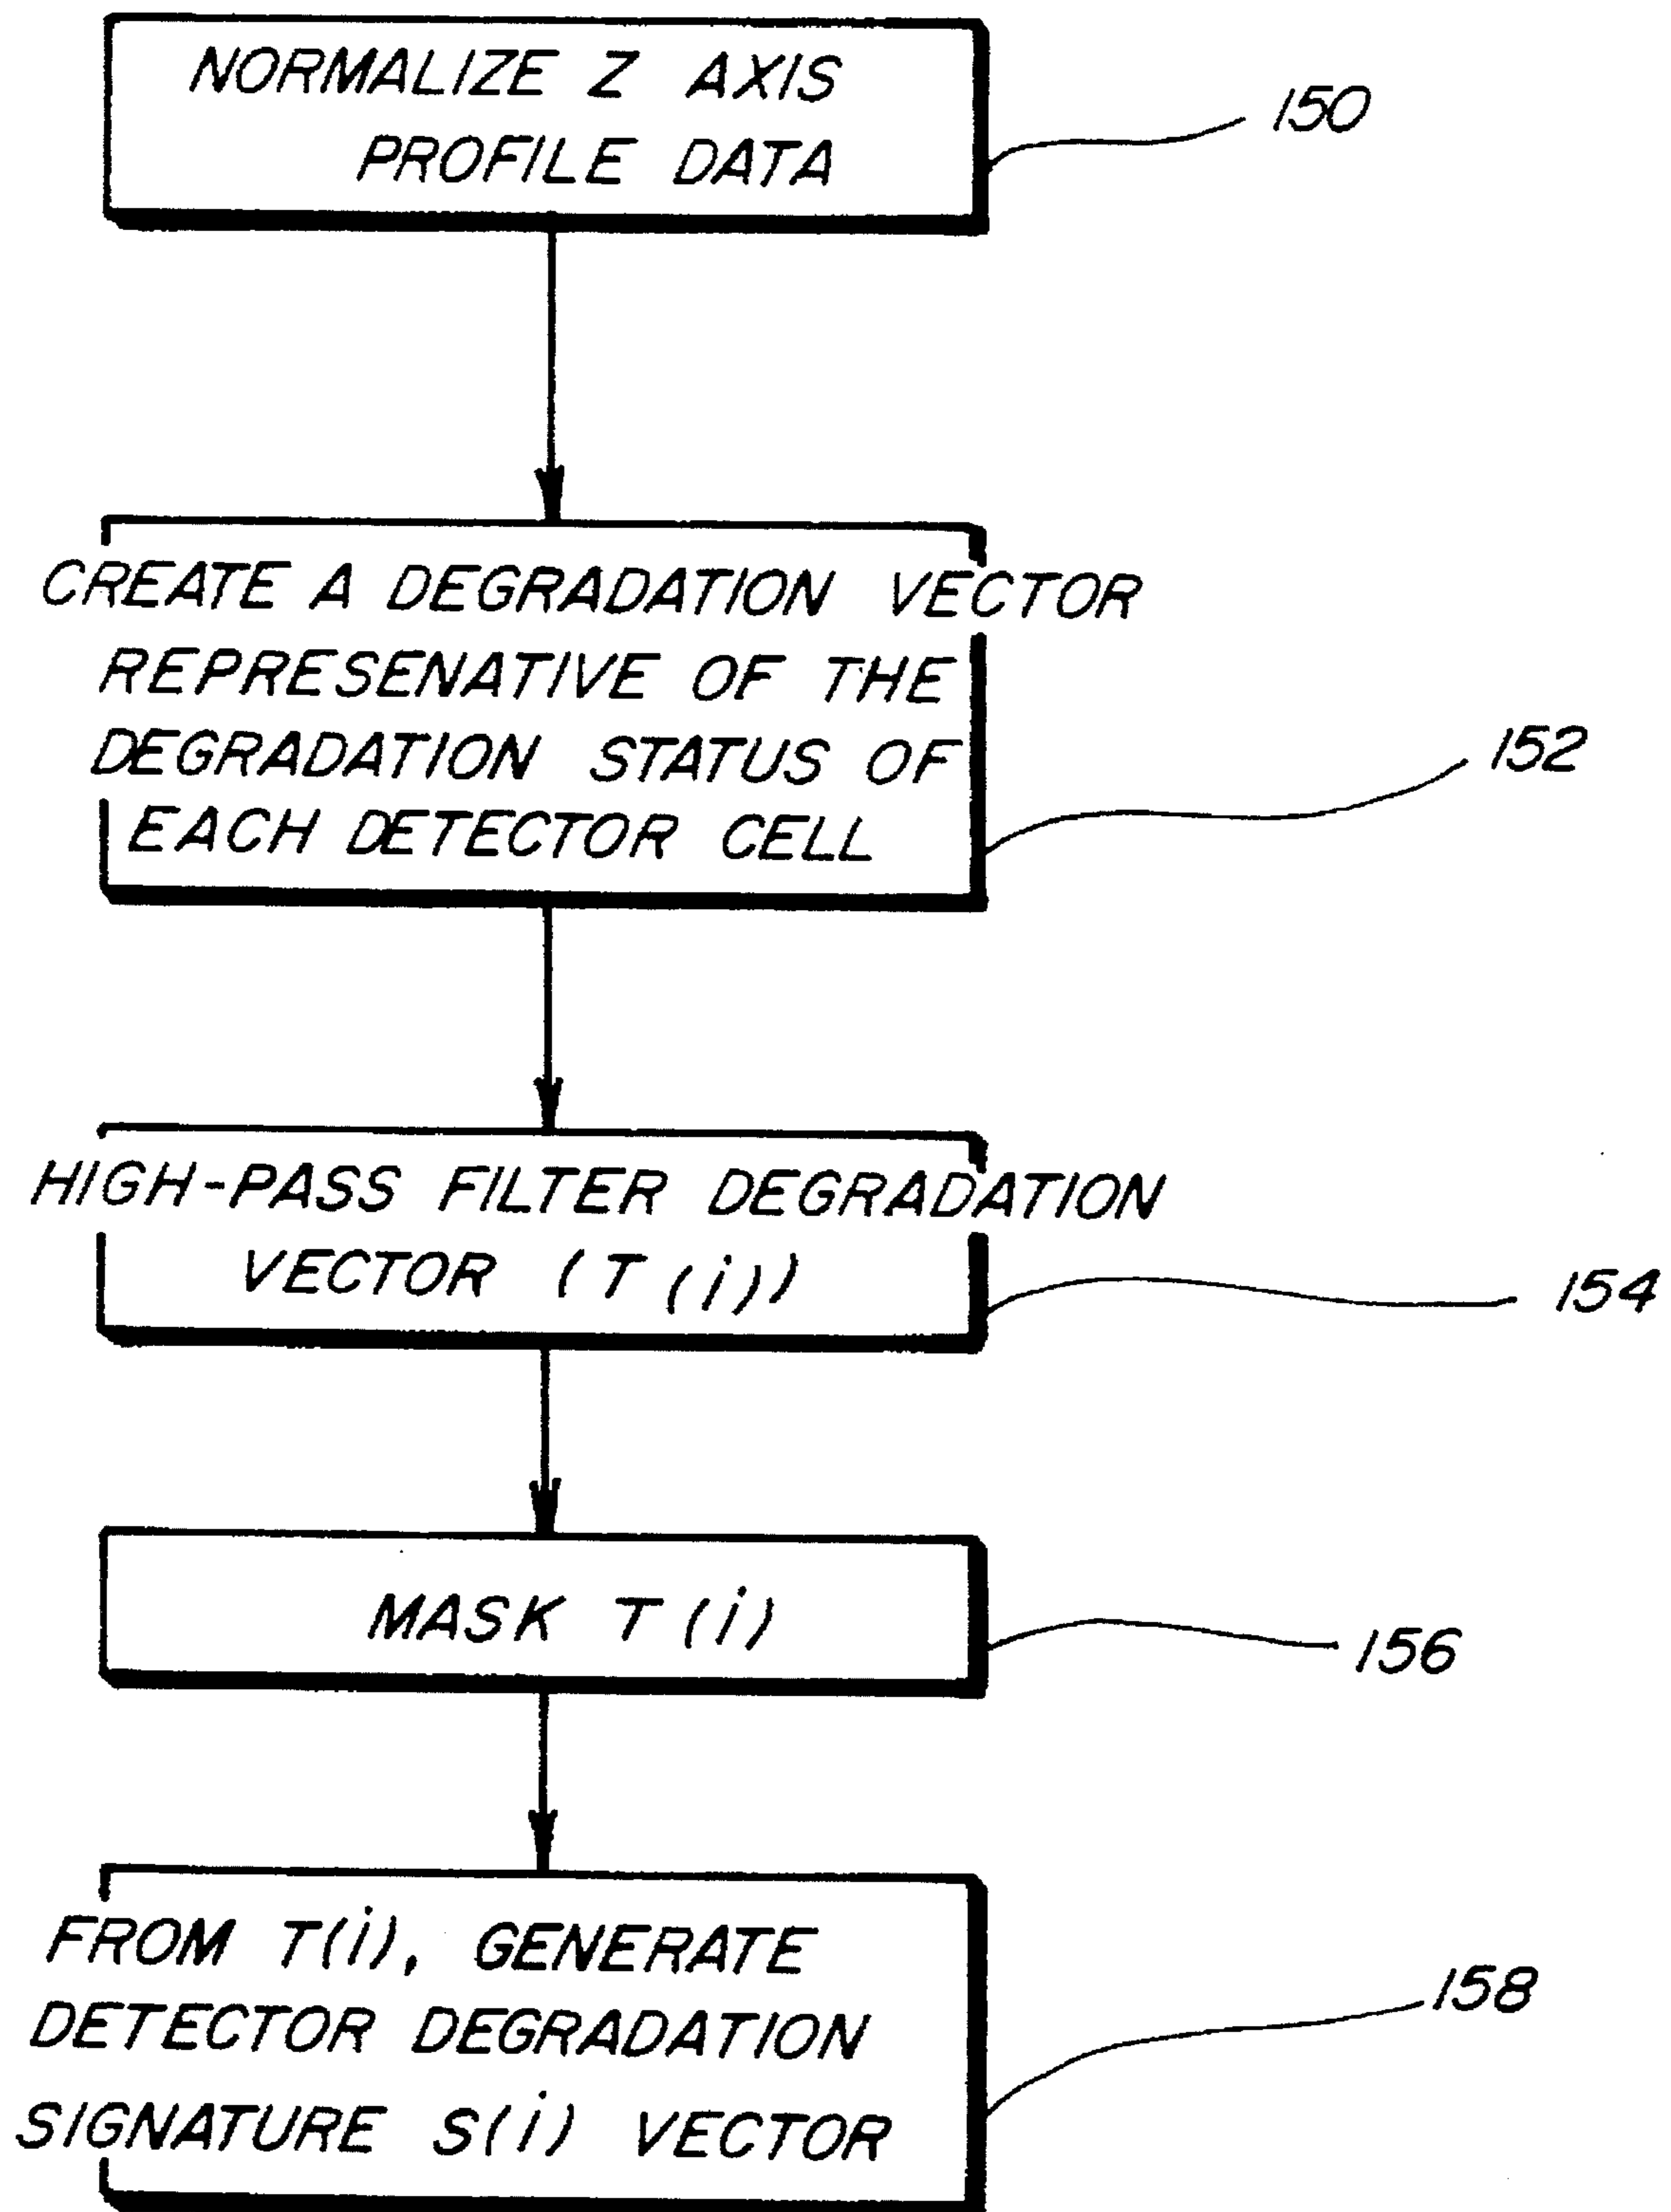 NORMALIZE Z AXIS
PROFILE DATA
150
CREATE A DEGRADATION VECTOR
REPRESENATIVE OF THE
DEGRADATION STATUS OF
EACH DETECTOR CELL
152
HIGH-PASS FILTER DEGRADATION
VECTOR (T(i))
154
MASK T(i)
156
FROM T(i), GENERATE
DETECTOR DEGRADATION
SIGNATURE S(i) VECTOR
158